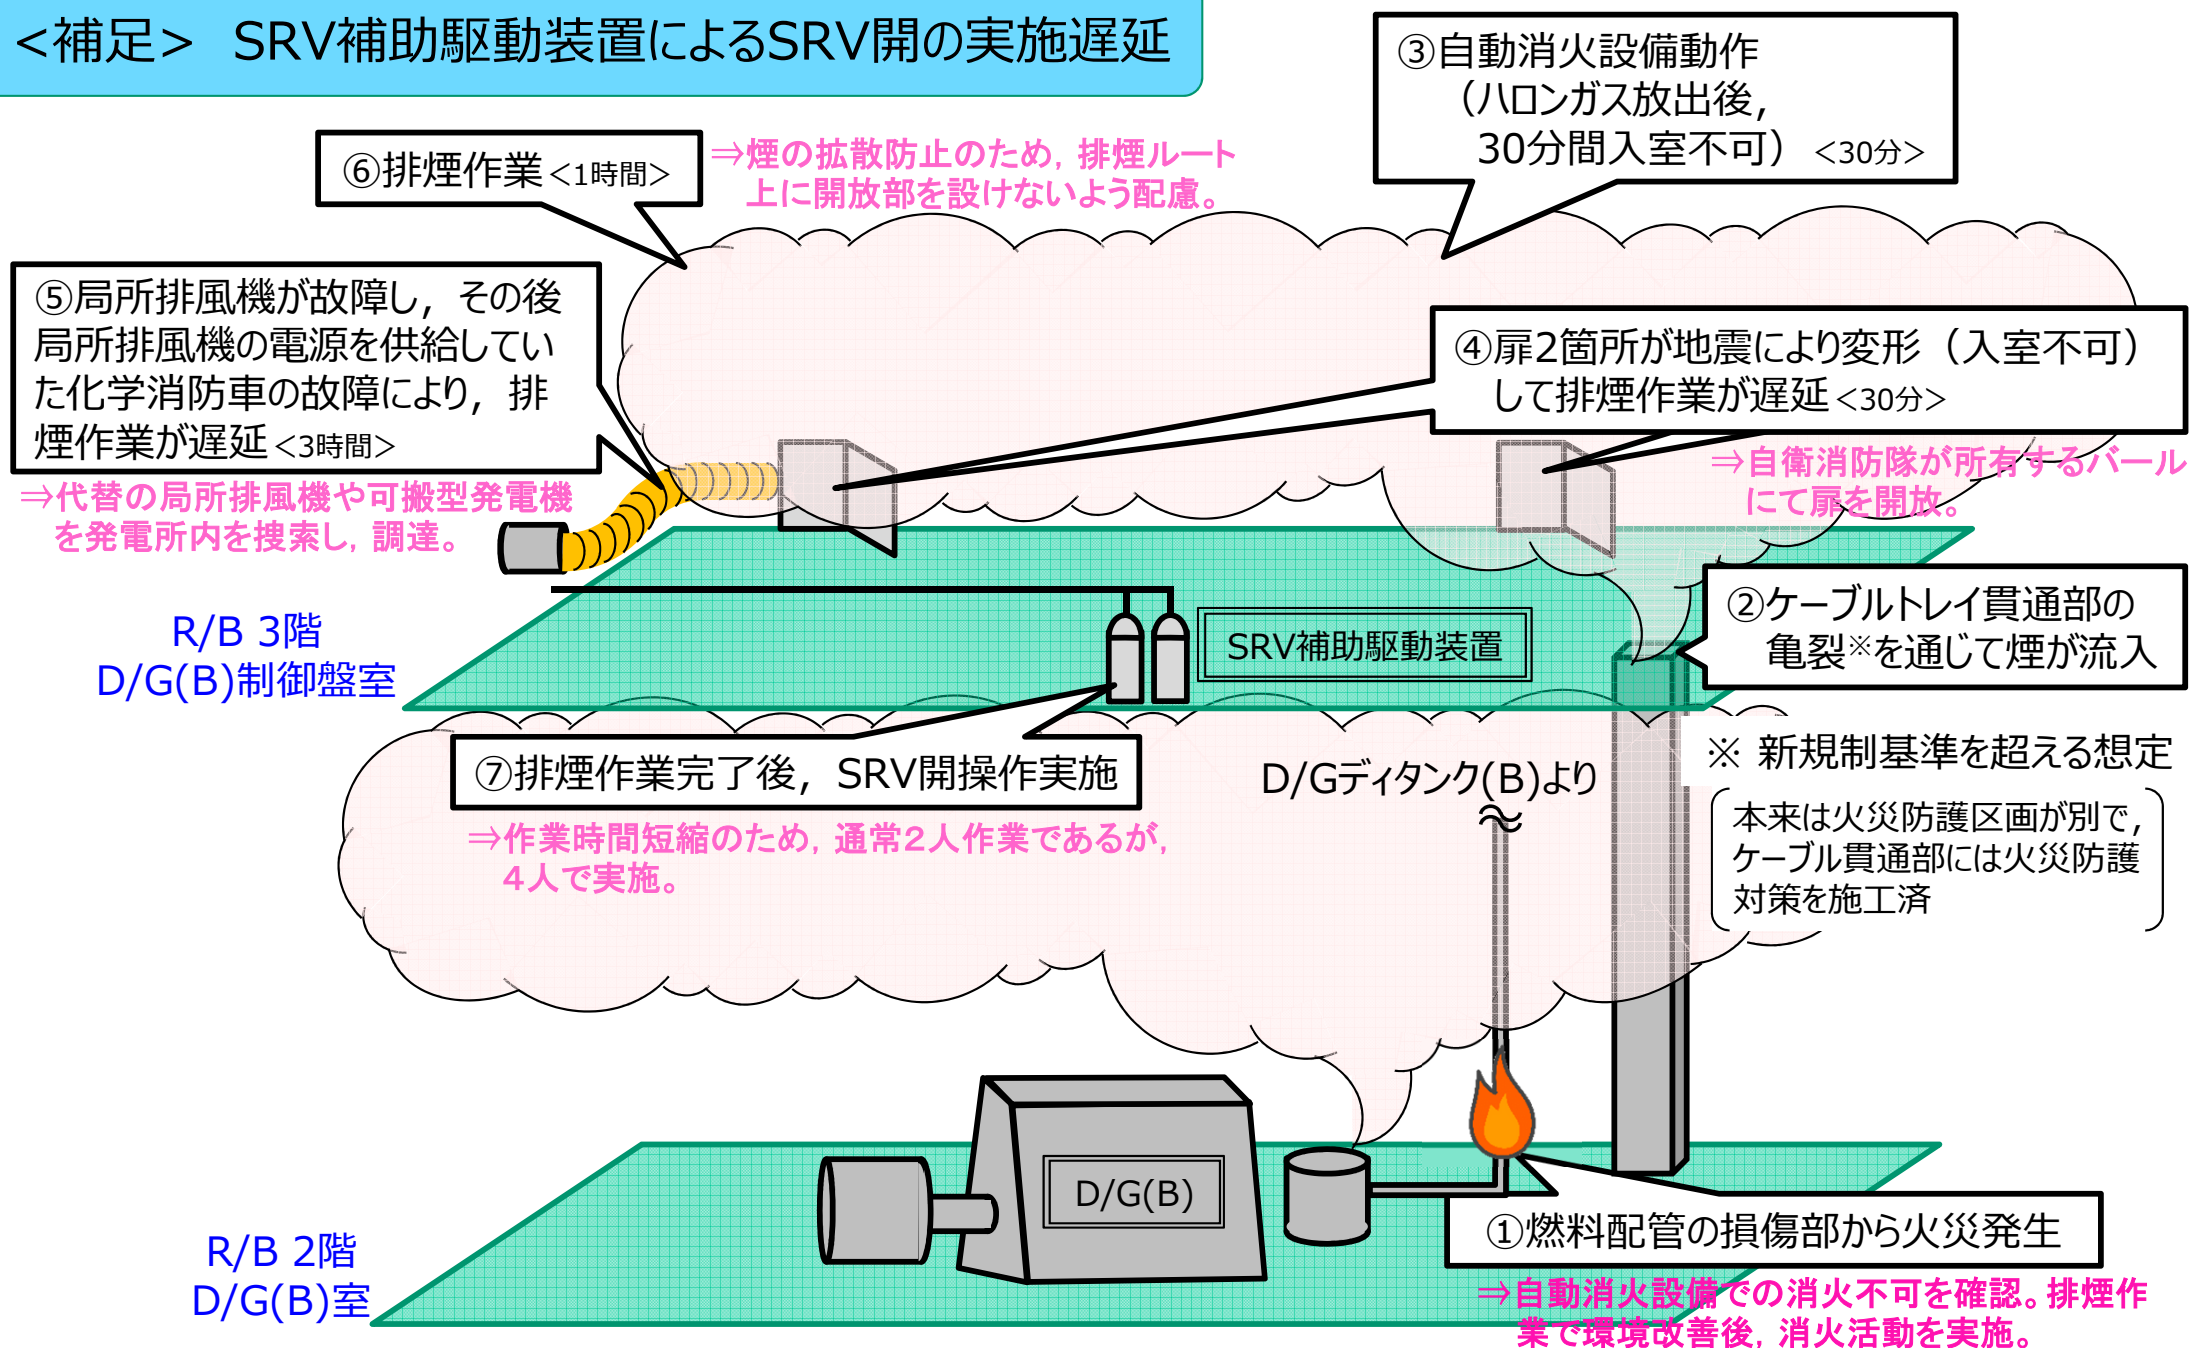 <補足> SRV補助駆動装置によるSRV開の実施遅延
③自動消火設備動作
(ハロンガス放出後,
30分間入室不可) <30分>
⑥排煙作業<1時間>
⇒煙の拡散防止のため, 排煙ルート
上に開放部を設けないよう配慮。
⑤局所排風機が故障し, その後
局所排風機の電源を供給してい
た化学消防車の故障により, 排
煙作業が遅延<3時間>
⇒代替の局所排風機や可搬型発電機
を発電所内を捜索し, 調達。
④扉2箇所が地震により変形(入室不可)
して排煙作業が遅延<30分>
⇒自衛消防隊が所有するバール
にて扉を開放。
R/B 3階
D/G(B)制御盤室
SRV補助駆動装置
②ケーブルトレイ貫通部の
亀裂※を通じて煙が流入
⑦排煙作業完了後, SRV開操作実施
⇒作業時間短縮のため, 通常2人作業であるが,
4人で実施。
D/Gディタンク(B)より
※ 新規制基準を超える想定
本来は火災防護区画が別で,
ケーブル貫通部には火災防護
対策を施工済
D/G(B)
R/B 2階
D/G(B)室
①燃料配管の損傷部から火災発生
⇒自動消火設備での消火不可を確認。排煙作
業で環境改善後, 消火活動を実施。